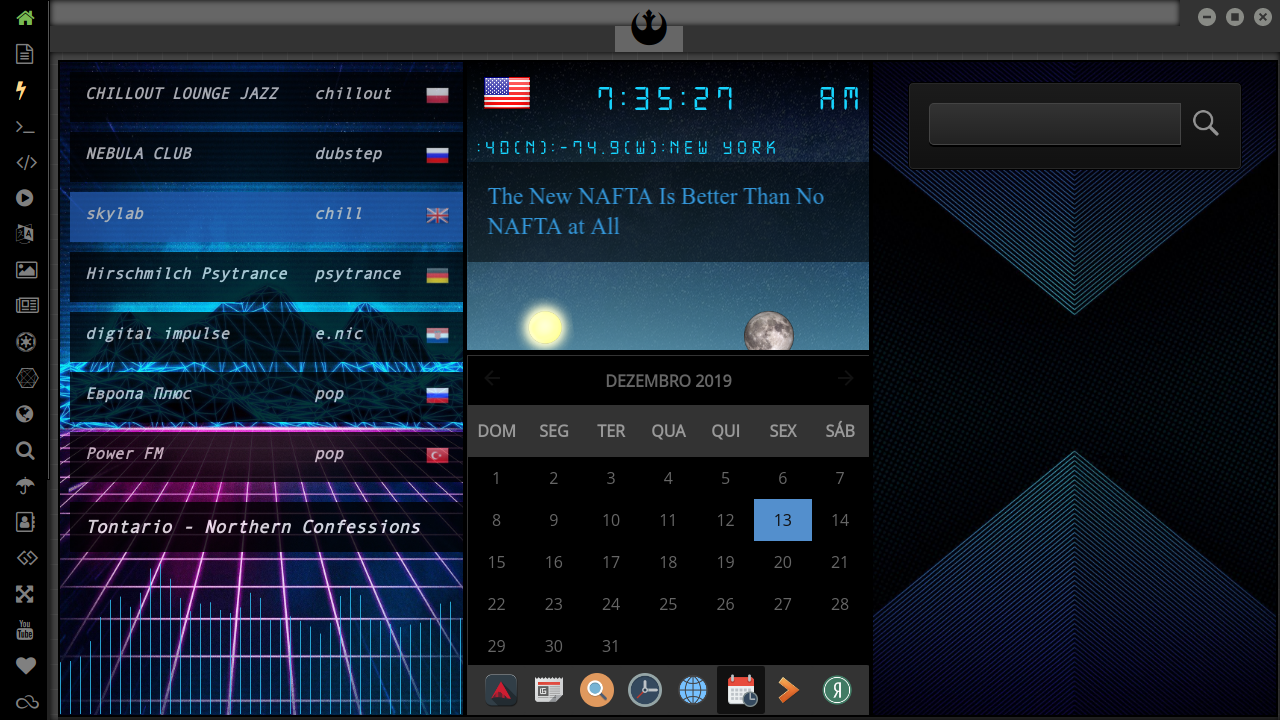 CHILLOUT LOUNGE JAZZ chillout
NEBULA CLUB dubstep
skylab chill
Hirschmilch Psytrance psytrance
digital impulse e.nic
Европа Плюс pop
Power FM pop
Tontario - Northern Confessions
7:35:27 AM
:40(N):-74.9(W):NEW YORK
The New NAFTA Is Better Than No
NAFTA at All
DEZEMBRO 2019
DOM SEG TER QUA QUI SEX SÁB
1 2 3 4 5 6 7
8 9 10 11 12 13 14
15 16 17 18 19 20 21
22 23 24 25 26 27 28
29 30 31
You
Tube
Я